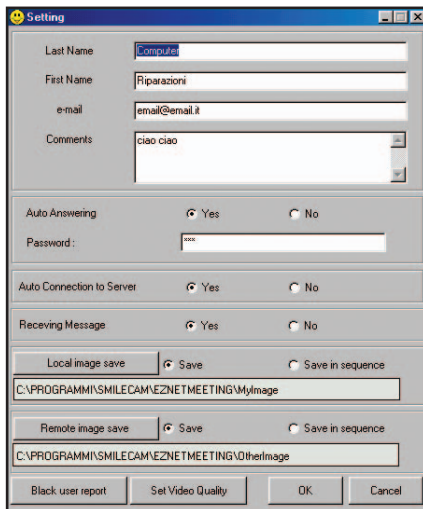 Setting
Last Name Computer
First Name Riparazioni
e-mail email@email.it
Comments ciao ciao
Auto Answering Yes No
Password : ***
Auto Connection to Server Yes No
Receving Message Yes No
Local image save Save Save in sequence
C:\PROGRAMMI\SMILECAM\EZNETMEETING\MyImage
Remote image save Save Save in sequence
C:\PROGRAMMI\SMILECAM\EZNETMEETING\OtherImage
Black user report Set Video Quality OK Cancel